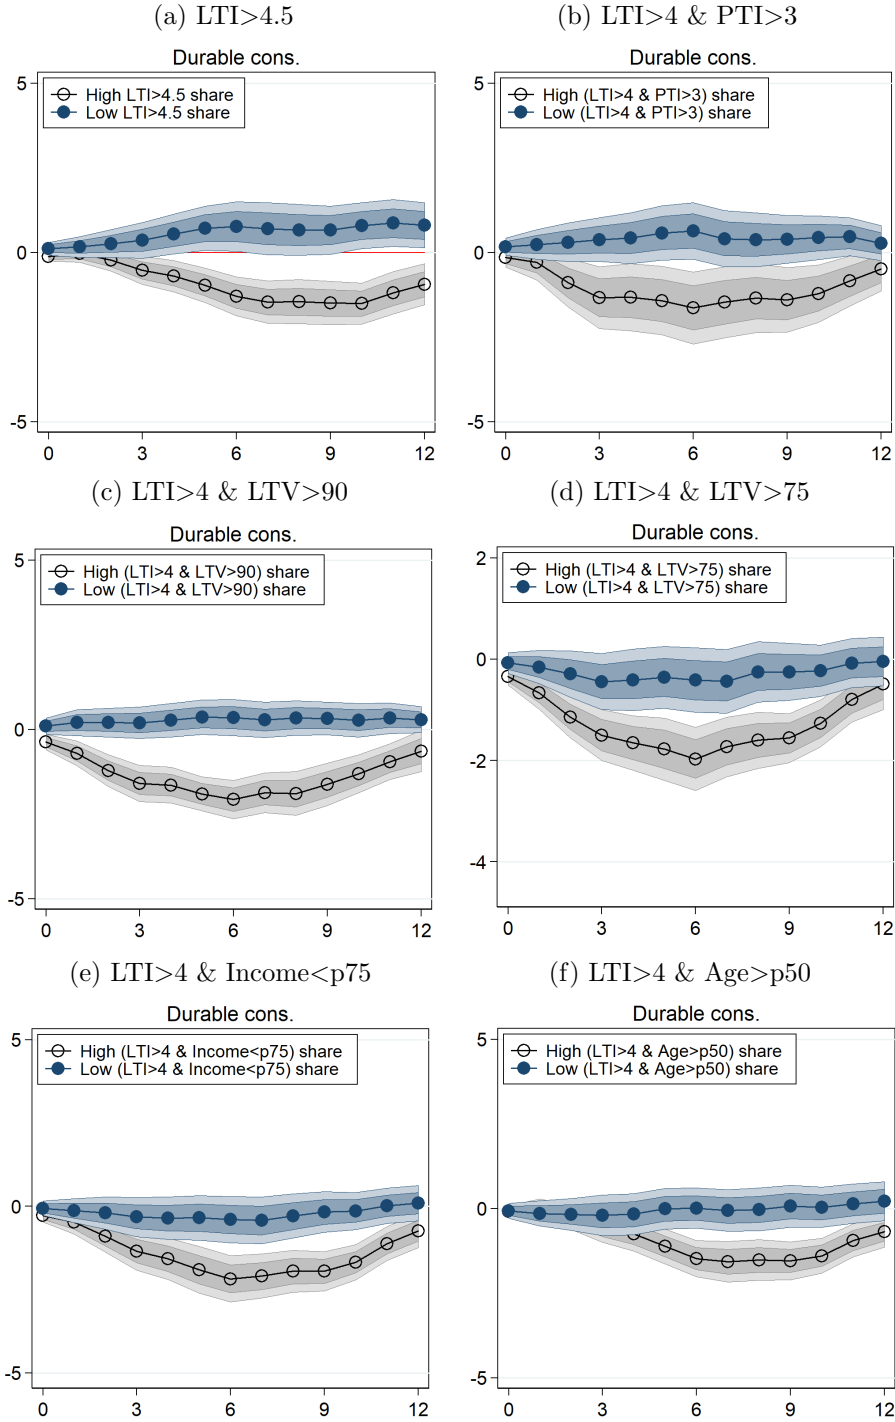 (a) LTI>4.5
Durable cons.
5
High LTI>4.5 share
Low LTI>4.5 share
0
-5
0 3 6 9 12
(b) LTI>4 & PTI>3
Durable cons.
5
High (LTI>4 & PTI>3) share
Low (LTI>4 & PTI>3) share
0
-5
0 3 6 9 12
(c) LTI>4 & LTV>90
Durable cons.
5
High (LTI>4 & LTV>90) share
Low (LTI>4 & LTV>90) share
0
-5
0 3 6 9 12
(d) LTI>4 & LTV>75
Durable cons.
2
High (LTI>4 & LTV>75) share
Low (LTI>4 & LTV>75) share
0
-2
-4
0 3 6 9 12
(e) LTI>4 & Income<p75
Durable cons.
5
High (LTI>4 & Income<p75) share
Low (LTI>4 & Income<p75) share
0
-5
0 3 6 9 12
(f) LTI>4 & Age>p50
Durable cons.
5
High (LTI>4 & Age>p50) share
Low (LTI>4 & Age>p50) share
0
-5
0 3 6 9 12